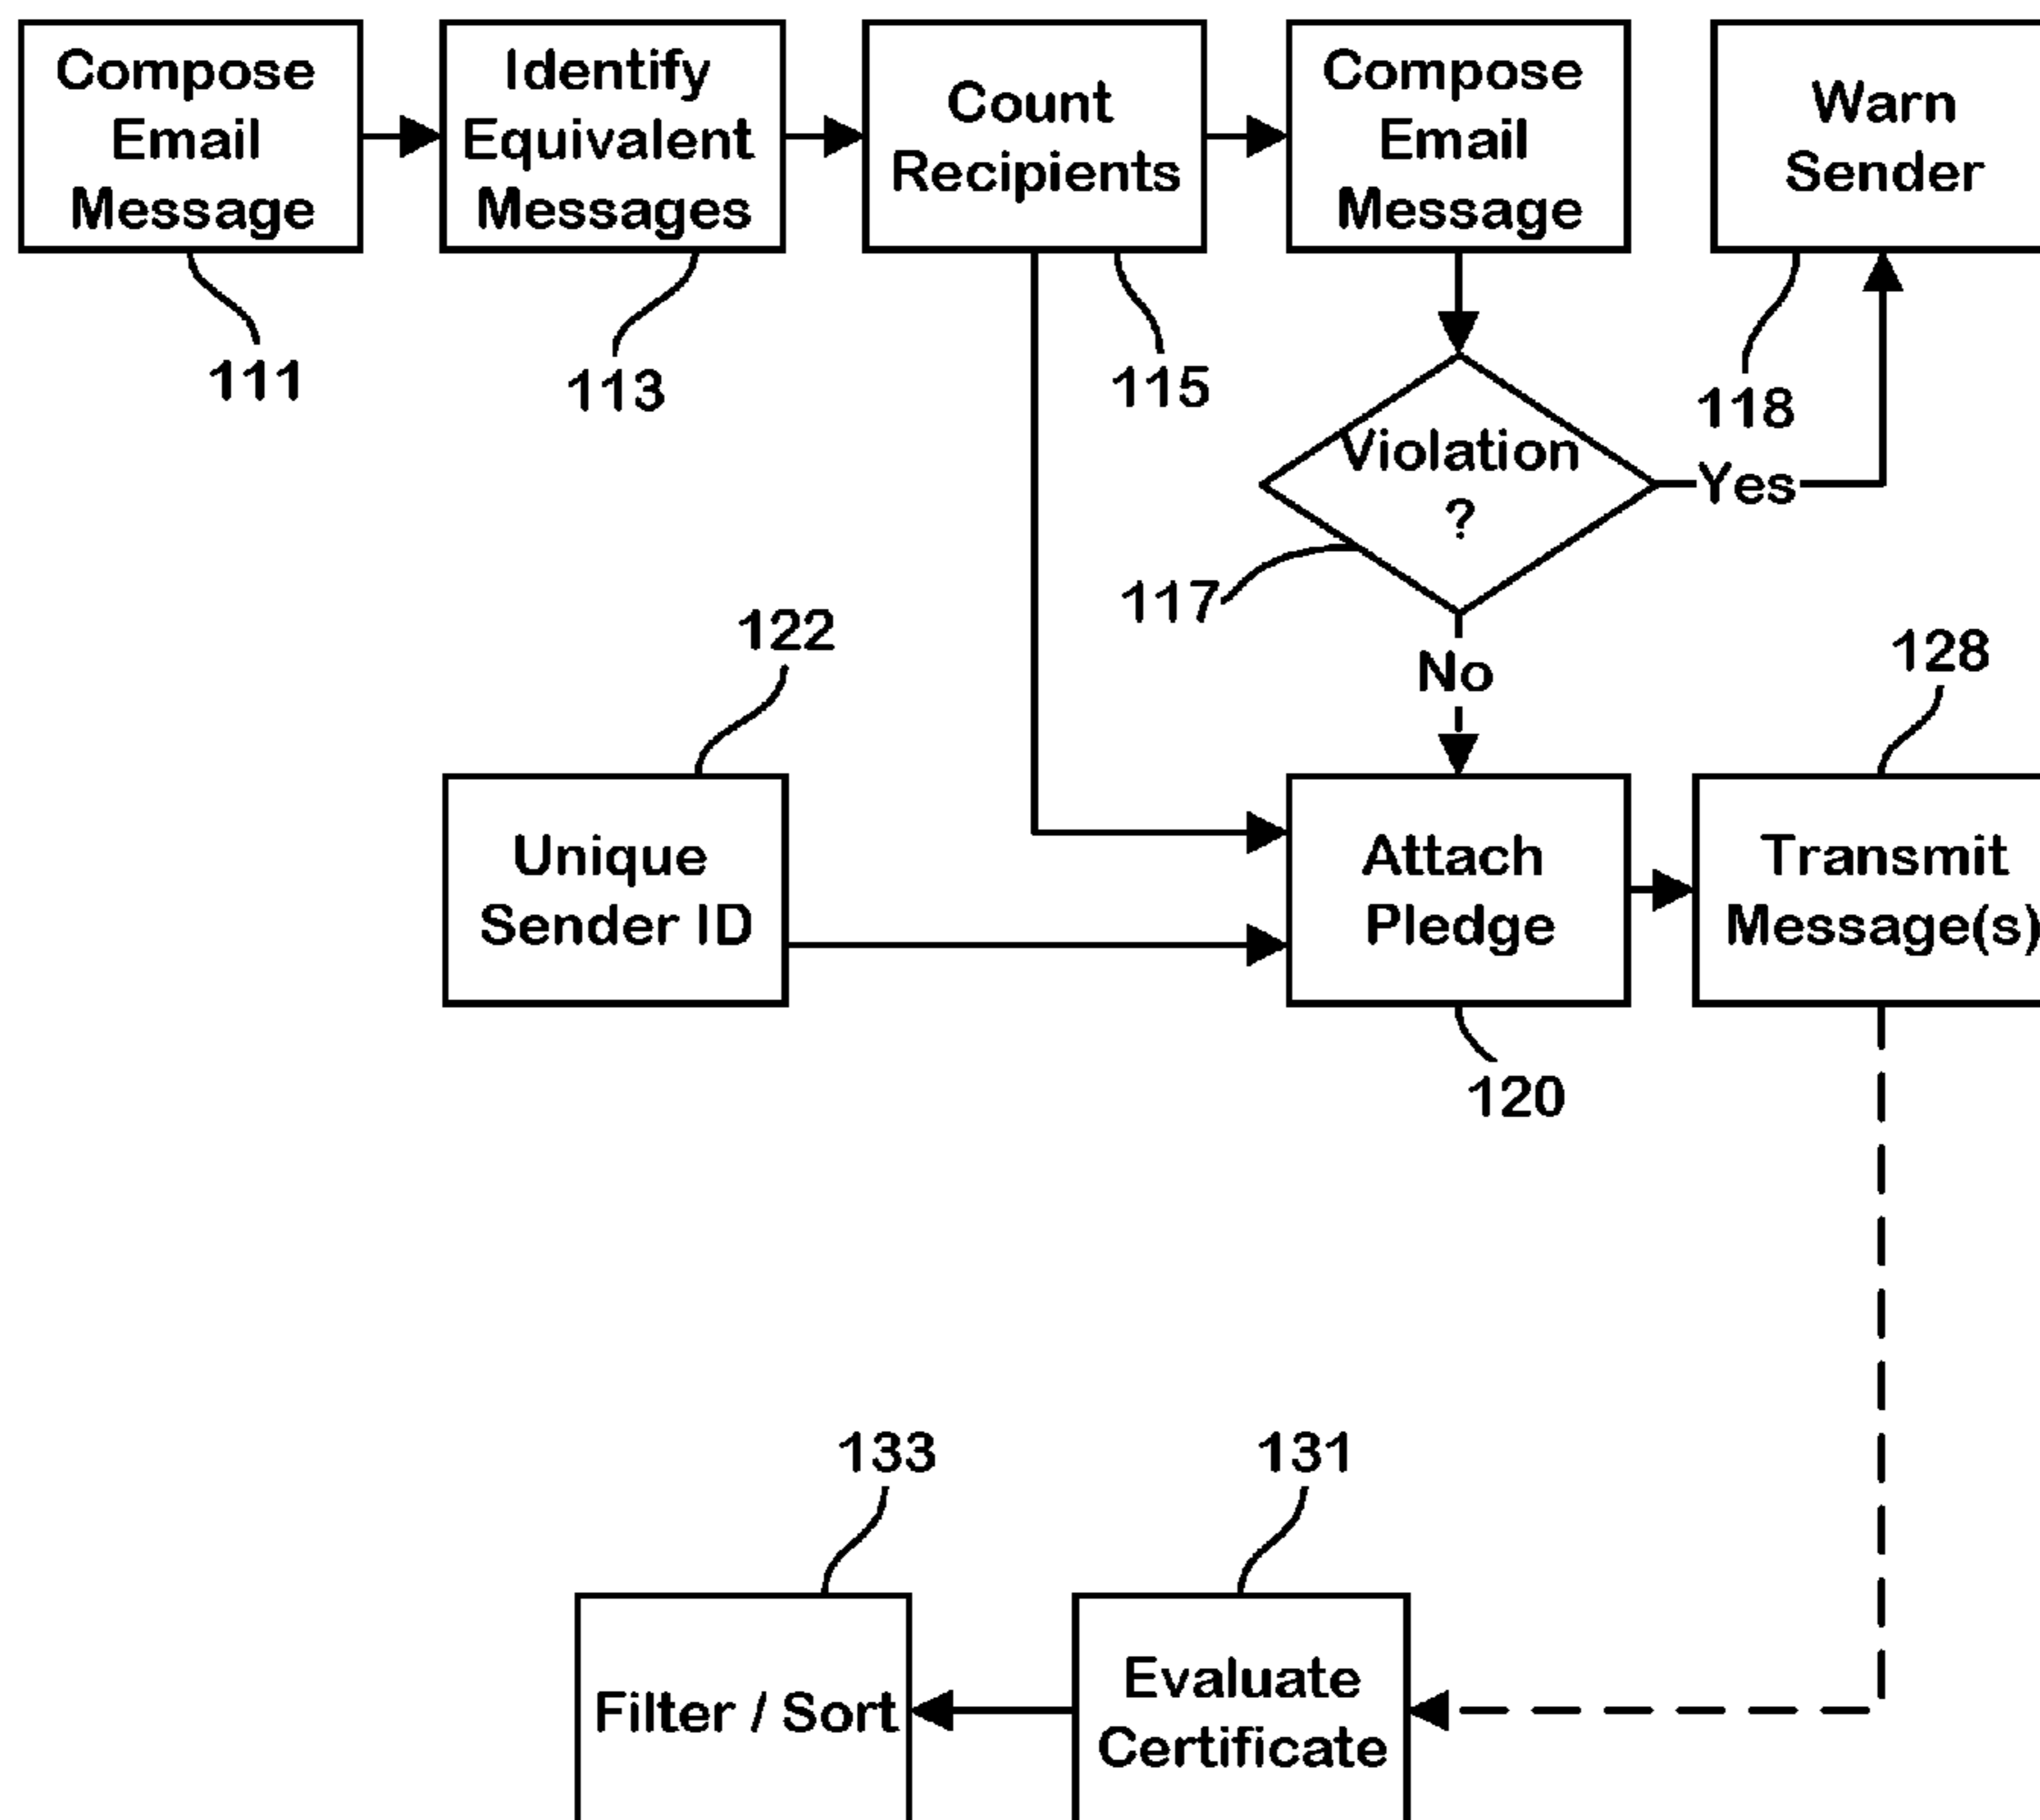 Compose
Email
Message
Identify
Equivalent
Messages
Count
Recipients
Compose
Email
Message
Warn
Sender
111
113
115
118
Violation
?
Yes
117
No
122
128
Unique
Sender ID
Attach
Pledge
Transmit
Message(s)
120
133
131
Filter / Sort
Evaluate
Certificate